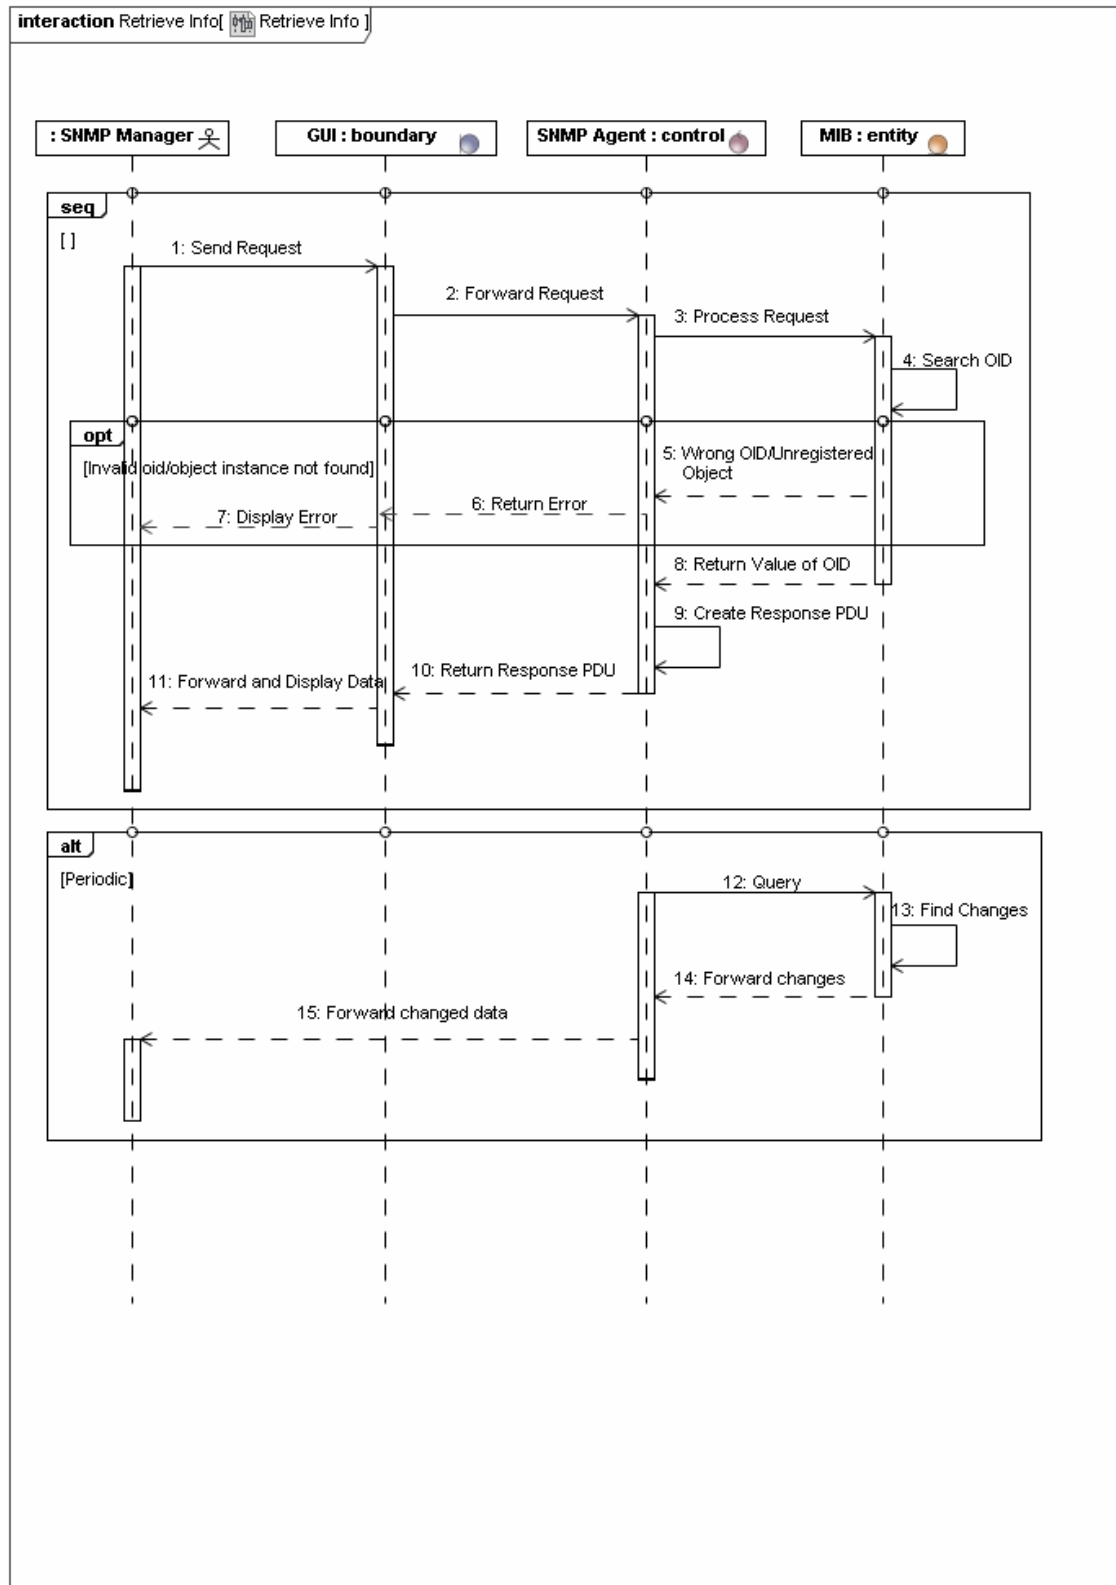 interaction Retrieve Info[ Retrieve Info ]
: SNMP Manager
GUI : boundary
SNMP Agent : control
MIB : entity
seq
[ ]
1: Send Request
2: Forward Request
3: Process Request
4: Search OID
opt
[Invalid oid/object instance not found]
5: Wrong OID/Unregistered
Object
6: Return Error
7: Display Error
8: Return Value of OID
9: Create Response PDU
10: Return Response PDU
11: Forward and Display Data
alt
[Periodic]
12: Query
13: Find Changes
14: Forward changes
15: Forward changed data